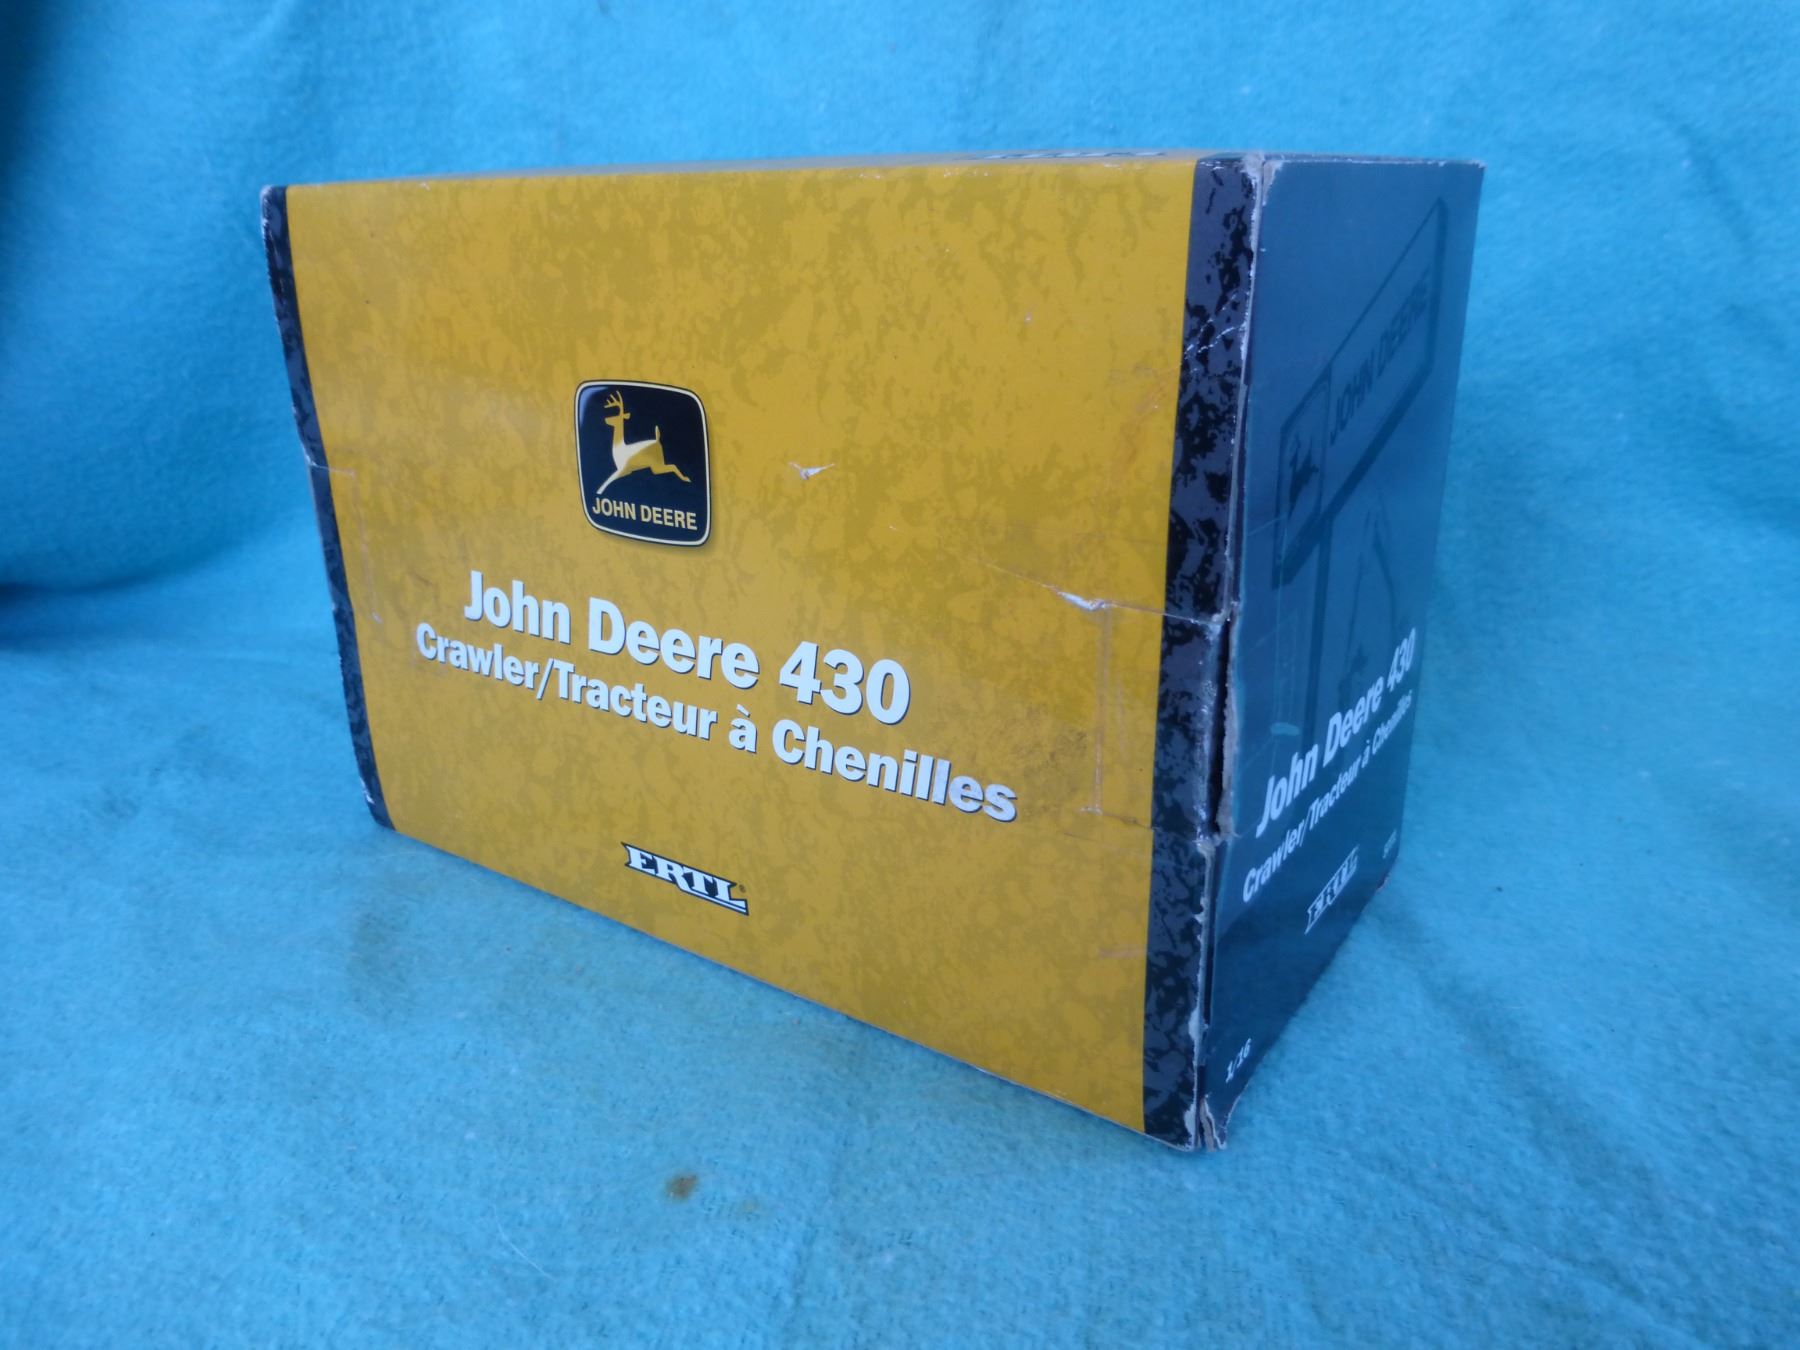 JOHN DEERE
John Deere 430
Crawler/Tracteur à Chenilles
ERTL®
JOHN DEERE
John Deere 430
Crawler/Tracteur à Chenilles
ERTL
1/16